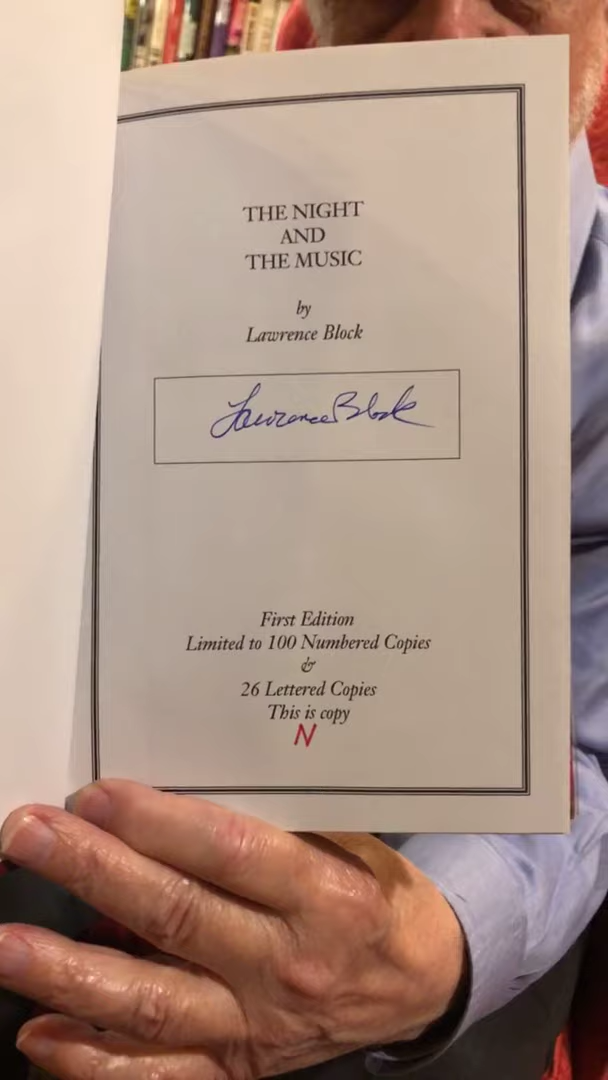 THE NIGHT
AND
THE MUSIC
by
Lawrence Block
Lawrence Block
First Edition
Limited to 100 Numbered Copies
&
26 Lettered Copies
This is copy
N